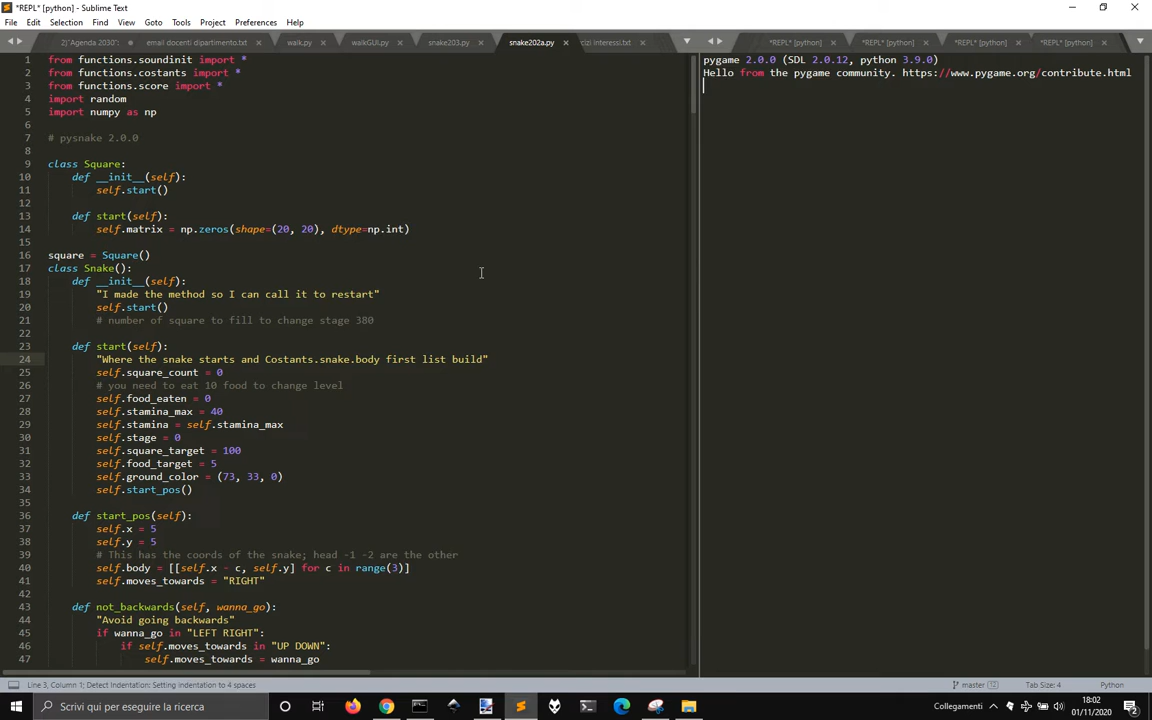 *REPL* [python] - Sublime Text
File Edit Selection Find View Goto Tools Project Preferences Help
2)"Agenda 2030": email docenti dipartimento.txt walk.py walkGUI.py snake203.py snake202a.py cizi interessi.txt *REPL* [python] *REPL* [python] *REPL* [python] *REPL* [python]
1 from functions.soundinit import *
2 from functions.costants import *
3 from functions.score import *
4 import random
5 import numpy as np
6
7 # pysnake 2.0.0
8
9 class Square:
10 def __init__(self):
11 self.start()
12
13 def start(self):
14 self.matrix = np.zeros(shape=(20, 20), dtype=np.int)
15
16 square = Square()
17 class Snake():
18 def __init__(self):
19 "I made the method so I can call it to restart"
20 self.start()
21 # number of square to fill to change stage 380
22
23 def start(self):
24 "Where the snake starts and Costants.snake.body first list build"
25 self.square_count = 0
26 # you need to eat 10 food to change level
27 self.food_eaten = 0
28 self.stamina_max = 40
29 self.stamina = self.stamina_max
30 self.stage = 0
31 self.square_target = 100
32 self.food_target = 5
33 self.ground_color = (73, 33, 0)
34 self.start_pos()
35
36 def start_pos(self):
37 self.x = 5
38 self.y = 5
39 # This has the coords of the snake; head -1 -2 are the other
40 self.body = [[self.x - c, self.y] for c in range(3)]
41 self.moves_towards = "RIGHT"
42
43 def not_backwards(self, wanna_go):
44 "Avoid going backwards"
45 if wanna_go in "LEFT RIGHT":
46 if self.moves_towards in "UP DOWN":
47 self.moves_towards = wanna_go
pygame 2.0.0 (SDL 2.0.12, python 3.9.0)
Hello from the pygame community. https://www.pygame.org/contribute.html
Line 3, Column 1; Detect Indentation: Setting indentation to 4 spaces master 12 Tab Size: 4 Python
Scrivi qui per eseguire la ricerca Collegamenti 18:02
01/11/2020 2